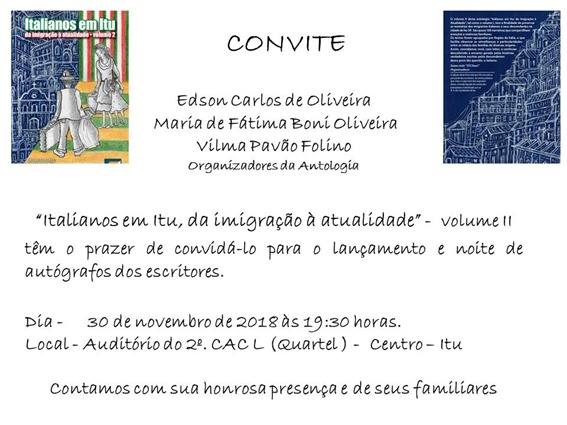 Italianos em Itu
da imigração à atualidade - volume 2
CONVITE
Edson Carlos de Oliveira
Maria de Fátima Boni Oliveira
Vilma Pavão Folino
Organizadores da Antologia
“Italianos em Itu, da imigração à atualidade” - volume II
têm o prazer de convidá-lo para o lançamento e noite de
autógrafos dos escritores.
Dia - 30 de novembro de 2018 às 19:30 horas.
Local - Auditório do 2º. CAC L (Quartel ) - Centro – Itu
Contamos com sua honrosa presença e de seus familiares